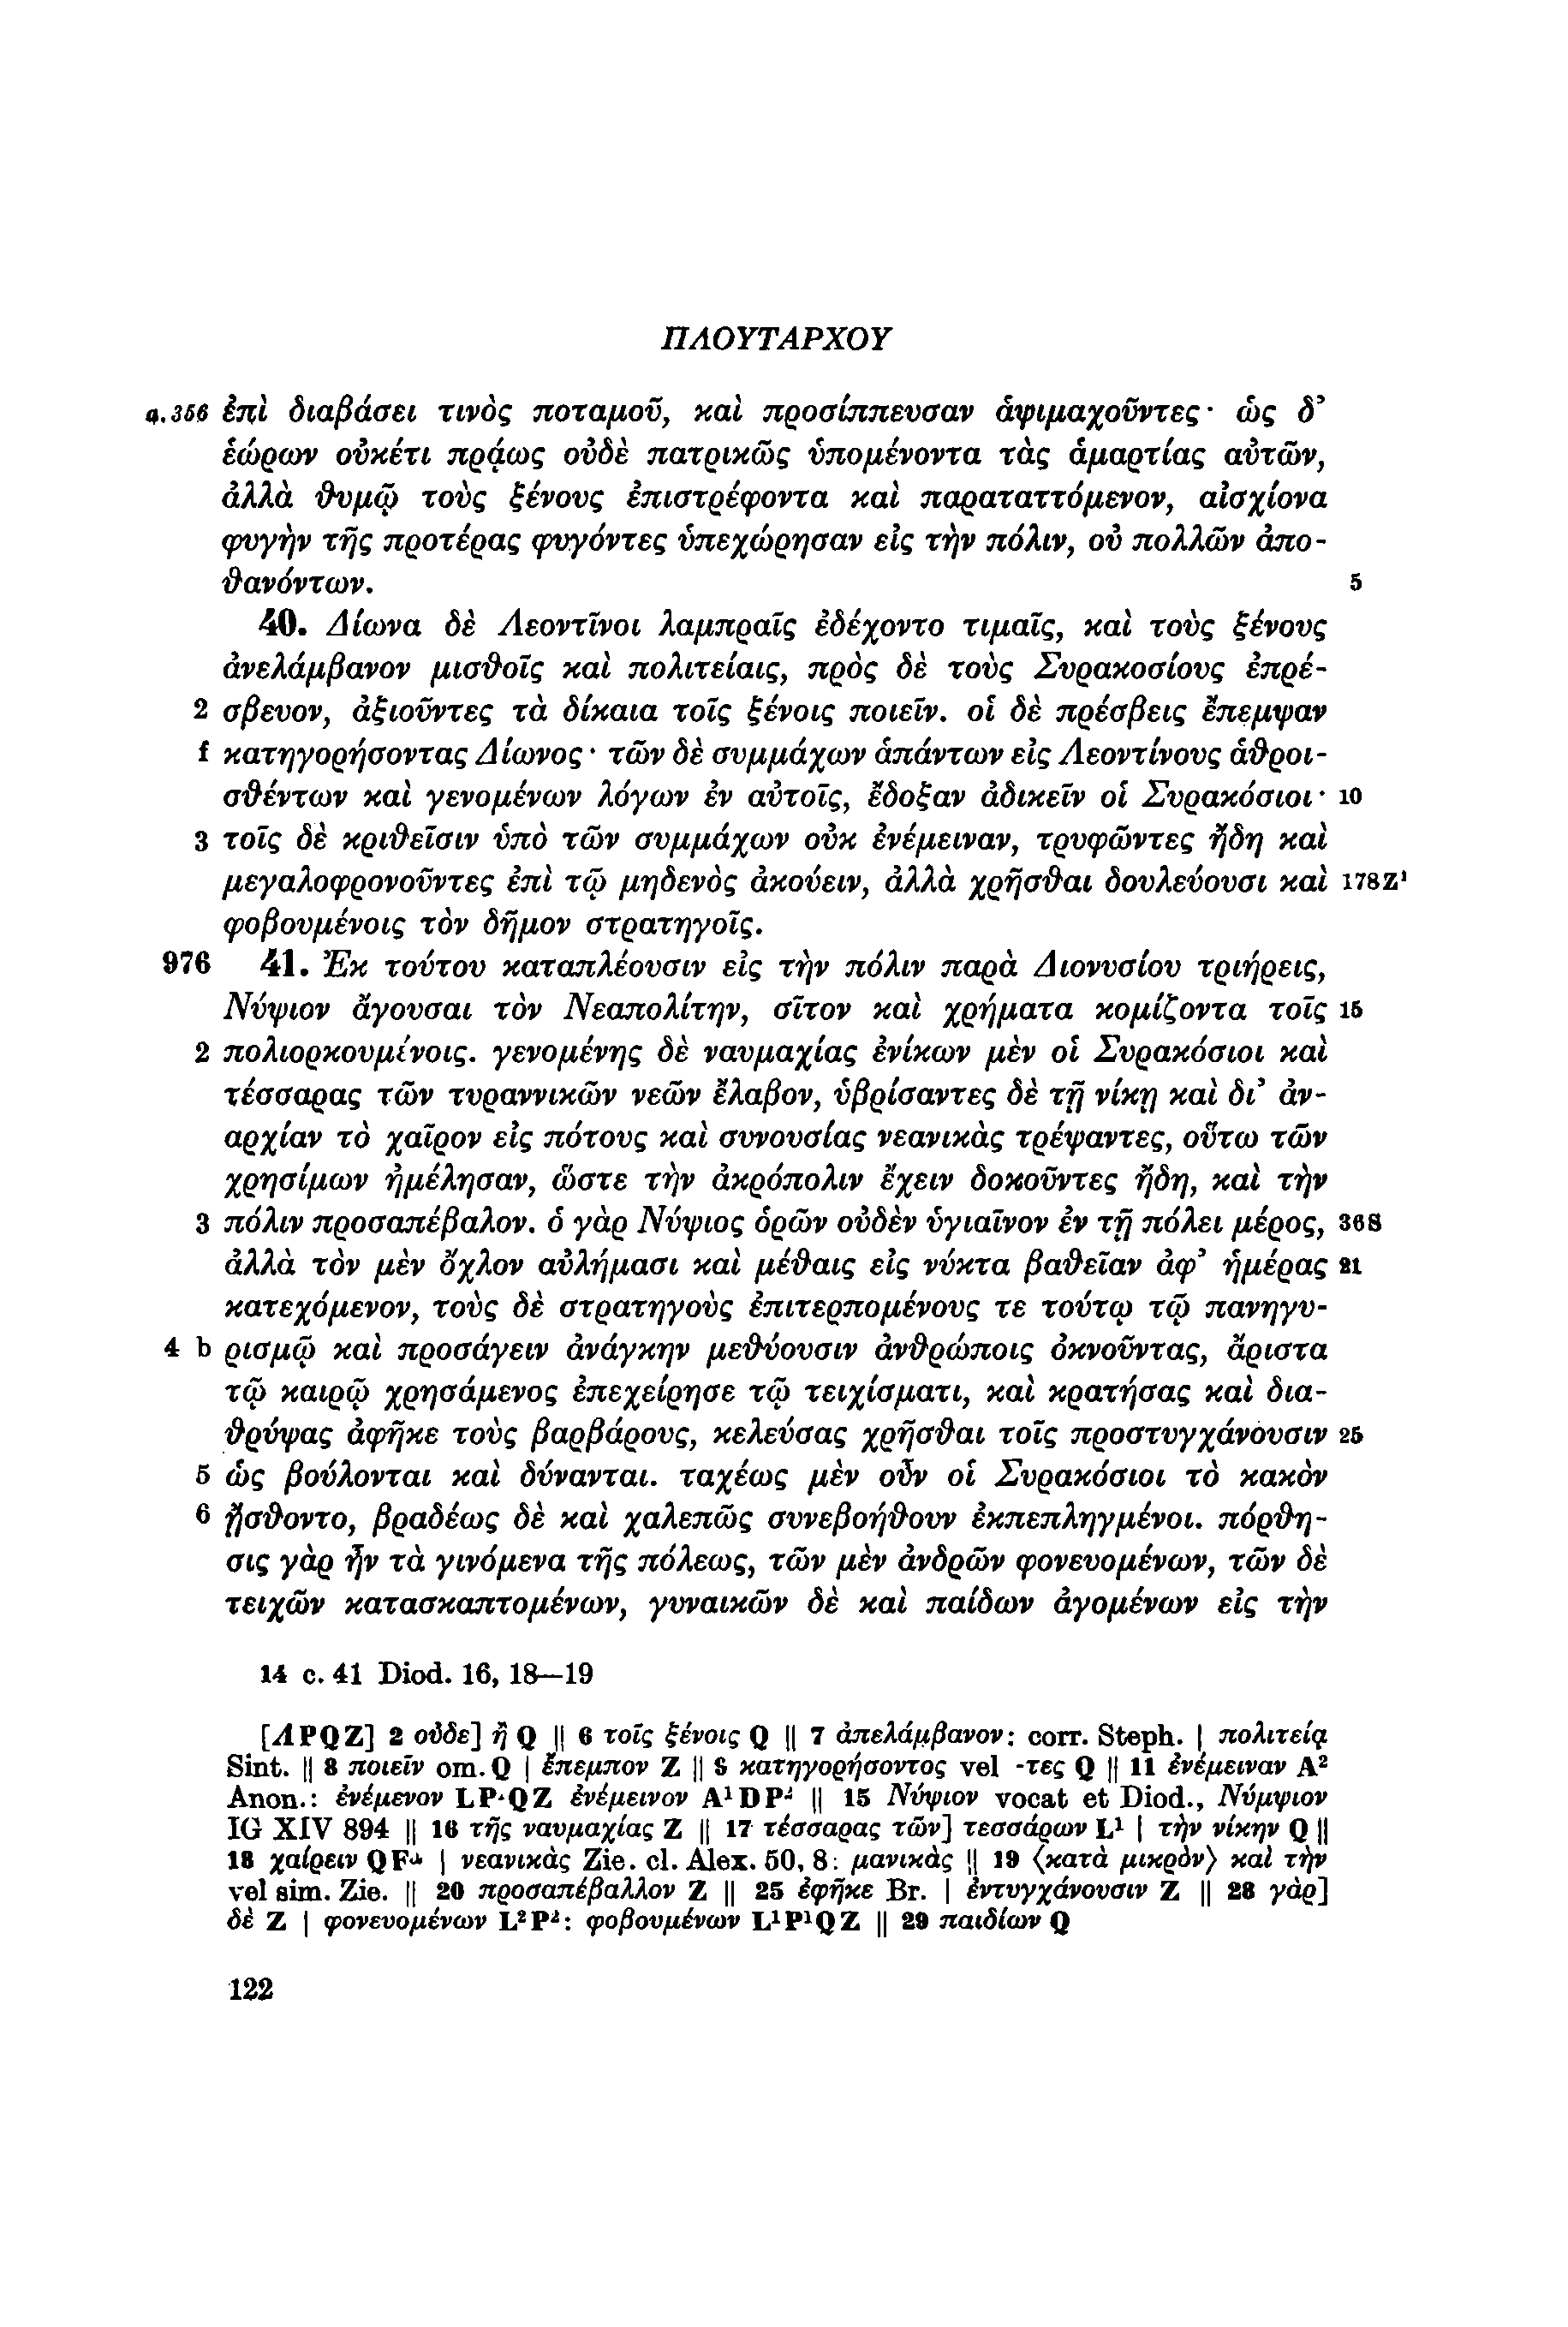 ΠΛΟΥΤΑΡΧΟΥ
a. 356 ἐπὶ διαβάσει τινὸς ποταμοῦ, καὶ προσίππευσαν ἁψιμαχοῦντες· ὡς δ’
ἑώρων οὐκέτι πρᾴως οὐδὲ πατρικῶς ὑπομένοντα τὰς ἁμαρτίας αὐτῶν,
ἀλλὰ θυμῷ τοὺς ξένους ἐπιστρέφοντα καὶ παραταττόμενον, αἰσχίονα
φυγὴν τῆς προτέρας φυγόντες ὑπεχώρησαν εἰς τὴν πόλιν, οὐ πολλῶν ἀπο-
θανόντων. 5
40. Δίωνα δὲ Λεοντῖνοι λαμπραῖς ἐδέχοντο τιμαῖς, καὶ τοὺς ξένους
ἀνελάμβανον μισθοῖς καὶ πολιτείαις, πρὸς δὲ τοὺς Συρακοσίους ἐπρέ-
2 σβευον, ἀξιοῦντες τὰ δίκαια τοῖς ξένοις ποιεῖν. οἱ δὲ πρέσβεις ἔπεμψαν
f κατηγορήσοντας Δίωνος· τῶν δὲ συμμάχων ἁπάντων εἰς Λεοντίνους ἀθροι-
σθέντων καὶ γενομένων λόγων ἐν αὐτοῖς, ἔδοξαν ἀδικεῖν οἱ Συρακόσιοι· 10
3 τοῖς δὲ κριθεῖσιν ὑπὸ τῶν συμμάχων οὐκ ἐνέμειναν, τρυφῶντες ἤδη καὶ
μεγαλοφρονοῦντες ἐπὶ τῷ μηδενὸς ἀκούειν, ἀλλὰ χρῆσθαι δουλεύουσι καὶ 178Z¹
φοβουμένοις τὸν δῆμον στρατηγοῖς.
976 41. Ἐκ τούτου καταπλέουσιν εἰς τὴν πόλιν παρὰ Διονυσίου τριήρεις,
Νύψιον ἄγουσαι τὸν Νεαπολίτην, σῖτον καὶ χρήματα κομίζοντα τοῖς 15
2 πολιορκουμένοις. γενομένης δὲ ναυμαχίας ἐνίκων μὲν οἱ Συρακόσιοι καὶ
τέσσαρας τῶν τυραννικῶν νεῶν ἔλαβον, ὑβρίσαντες δὲ τῇ νίκῃ καὶ δι’ ἀν-
αρχίαν τὸ χαῖρον εἰς πότους καὶ συνουσίας νεανικὰς τρέψαντες, οὕτω τῶν
χρησίμων ἠμέλησαν, ὥστε τὴν ἀκρόπολιν ἔχειν δοκοῦντες ἤδη, καὶ τὴν
3 πόλιν προσαπέβαλον. ὁ γὰρ Νύψιος ὁρῶν οὐδὲν ὑγιαῖνον ἐν τῇ πόλει μέρος, 36S
ἀλλὰ τὸν μὲν ὄχλον αὐλήμασι καὶ μέθαις εἰς νύκτα βαθεῖαν ἀφ’ ἡμέρας 21
κατεχόμενον, τοὺς δὲ στρατηγοὺς ἐπιτερπομένους τε τούτῳ τῷ πανηγυ-
4 b ρισμῷ καὶ προσάγειν ἀνάγκην μεθύουσιν ἀνθρώποις ὀκνοῦντας, ἄριστα
τῷ καιρῷ χρησάμενος ἐπεχείρησε τῷ τειχίσματι, καὶ κρατήσας καὶ δια-
θρύψας ἀφῆκε τοὺς βαρβάρους, κελεύσας χρῆσθαι τοῖς προστυγχάνουσιν 25
5 ὡς βούλονται καὶ δύνανται. ταχέως μὲν οὖν οἱ Συρακόσιοι τὸ κακὸν
6 ᾔσθοντο, βραδέως δὲ καὶ χαλεπῶς συνεβοήθουν ἐκπεπληγμένοι. πόρθη-
σις γὰρ ἦν τὰ γινόμενα τῆς πόλεως, τῶν μὲν ἀνδρῶν φονευομένων, τῶν δὲ
τειχῶν κατασκαπτομένων, γυναικῶν δὲ καὶ παίδων ἀγομένων εἰς τὴν
14 c. 41 Diod. 16, 18—19
[ΛPQZ] 2 οὐδὲ] ἢ Q || 6 τοῖς ξένοις Q || 7 ἀπελάμβανον: corr. Steph. | πολιτείᾳ
Sint. || 8 ποιεῖν om. Q | ἔπεμπον Z || 9 κατηγορήσοντος vel -τες Q || 11 ἐνέμειναν A²
Anon.: ἐνέμενον LP¹QZ ἐνέμεινον A¹DP² || 15 Νύψιον vocat et Diod., Νύμψιον
IG XIV 894 || 16 τῆς ναυμαχίας Z || 17 τέσσαρας τῶν] τεσσάρων L¹ | τὴν νίκην Q ||
18 χαίρειν Q | νεανικὰς Zie. cl. Alex. 50, 8: μανικὰς || 19 ⟨κατὰ μικρὸν⟩ καὶ τὴν
vel sim. Zie. || 20 προσαπέβαλλον Z || 25 ἐφῆκε Br. | ἐντυγχάνουσιν Z || 28 γὰρ]
δὲ Z | φονευομένων L²P²: φοβουμένων L¹P¹QZ || 29 παιδίων Q
122